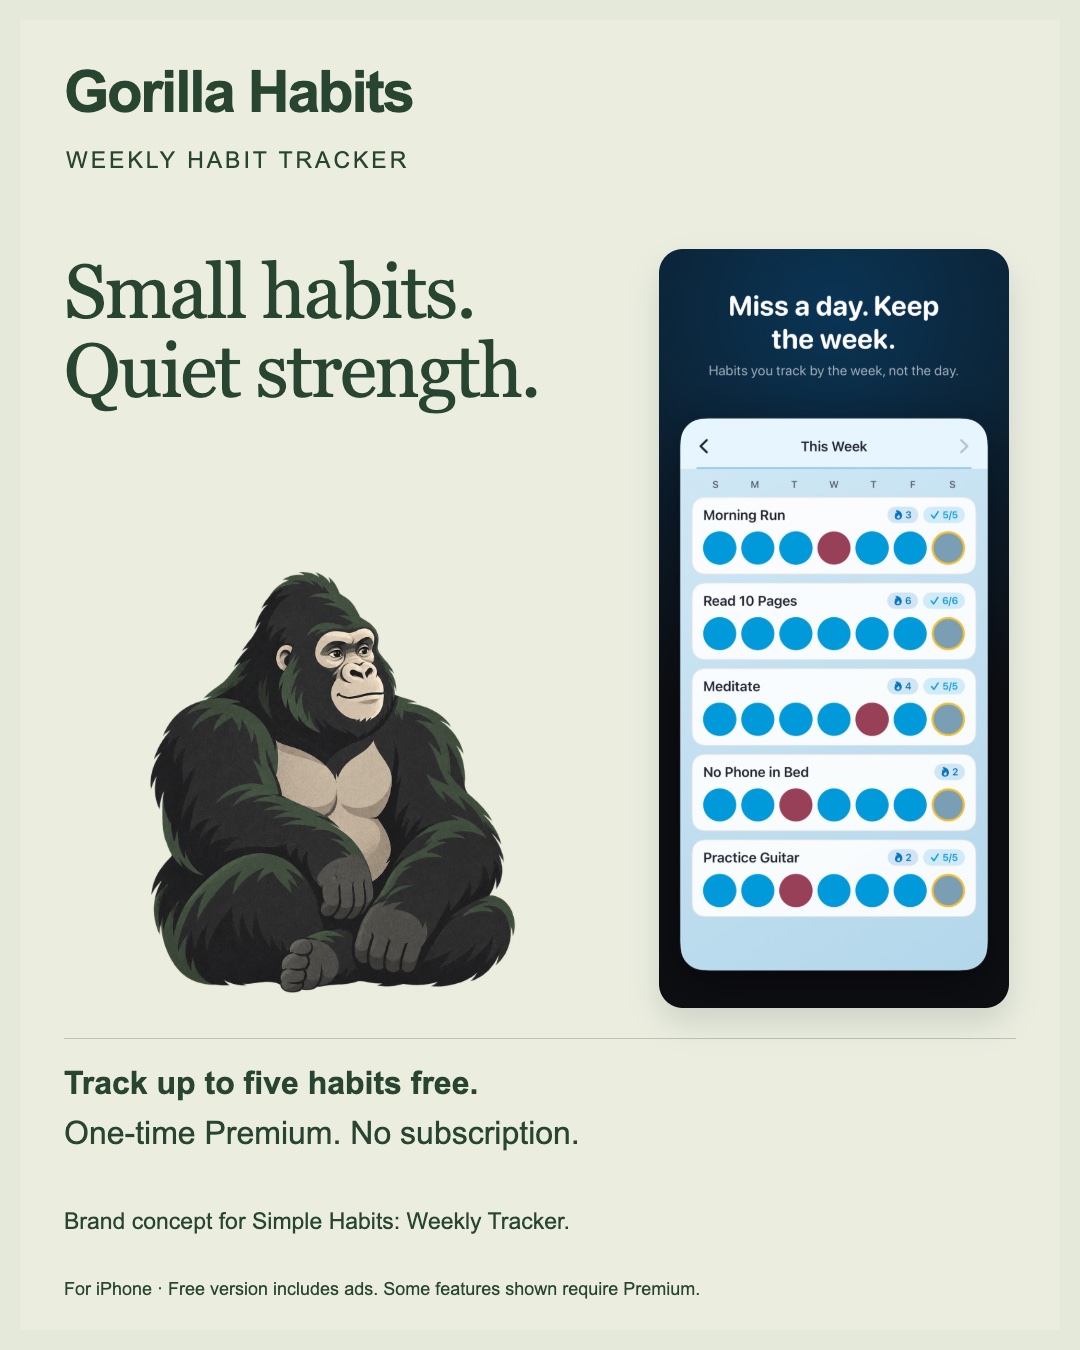 Gorilla Habits
WEEKLY HABIT TRACKER
Small habits.
Quiet strength.
Miss a day. Keep
the week.
Habits you track by the week, not the day.
This Week
S M T W T F S
Morning Run 3 5/5
Read 10 Pages 6 6/6
Meditate 4 5/5
No Phone in Bed 2
Practice Guitar 2 5/5
Track up to five habits free.
One-time Premium. No subscription.
Brand concept for Simple Habits: Weekly Tracker.
For iPhone · Free version includes ads. Some features shown require Premium.